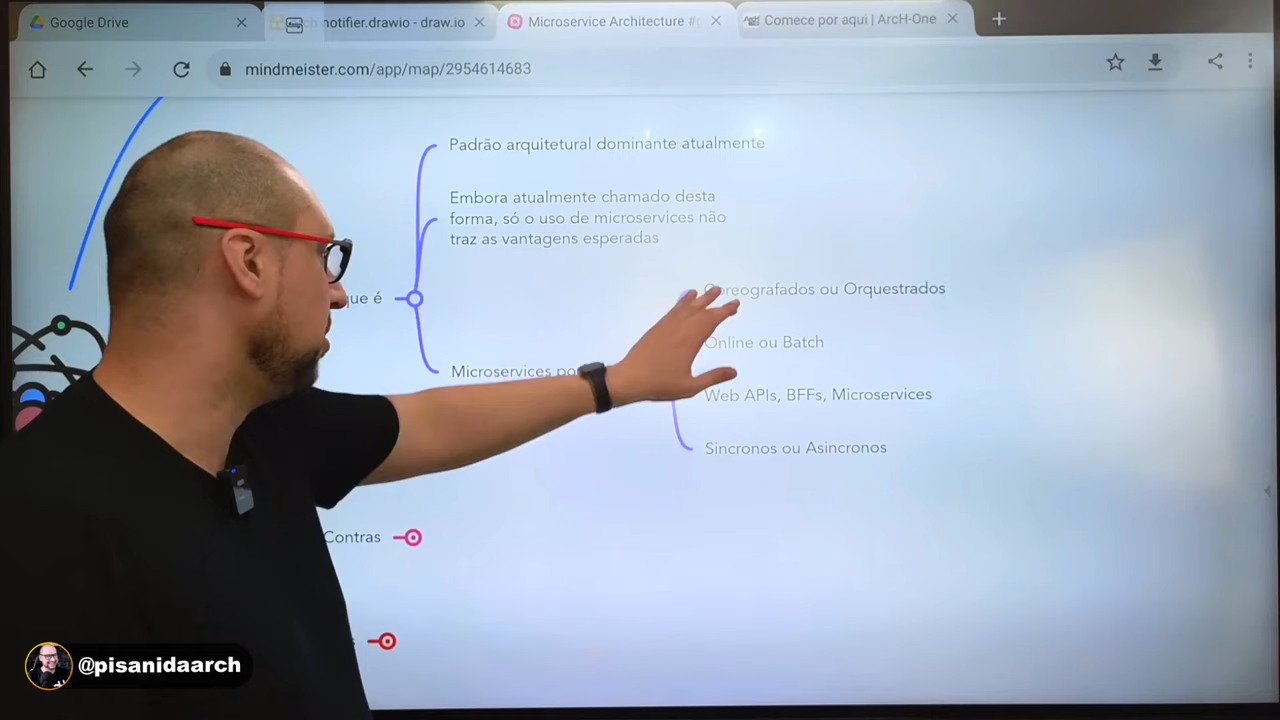 Google Drive
notifier.drawio - draw.io
Microservice Architecture #
Comece por aqui | ArcH-One
mindmeister.com/app/map/2954614683
Padrão arquitetural dominante atualmente
Embora atualmente chamado desta
forma, só o uso de microservices não
traz as vantagens esperadas
que é
Coreografados ou Orquestrados
Online ou Batch
Microservices
Web APIs, BFFs, Microservices
Sincronos ou Asincronos
Contras
@pisanidaarch